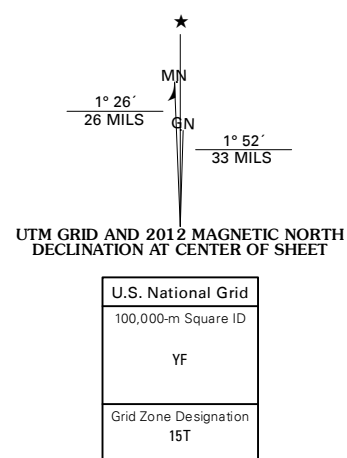 ★
MN
1° 26´
26 MILS
GN
1° 52´
33 MILS
UTM GRID AND 2012 MAGNETIC NORTH
DECLINATION AT CENTER OF SHEET
U.S. National Grid
100,000-m Square ID
YF
Grid Zone Designation
15T